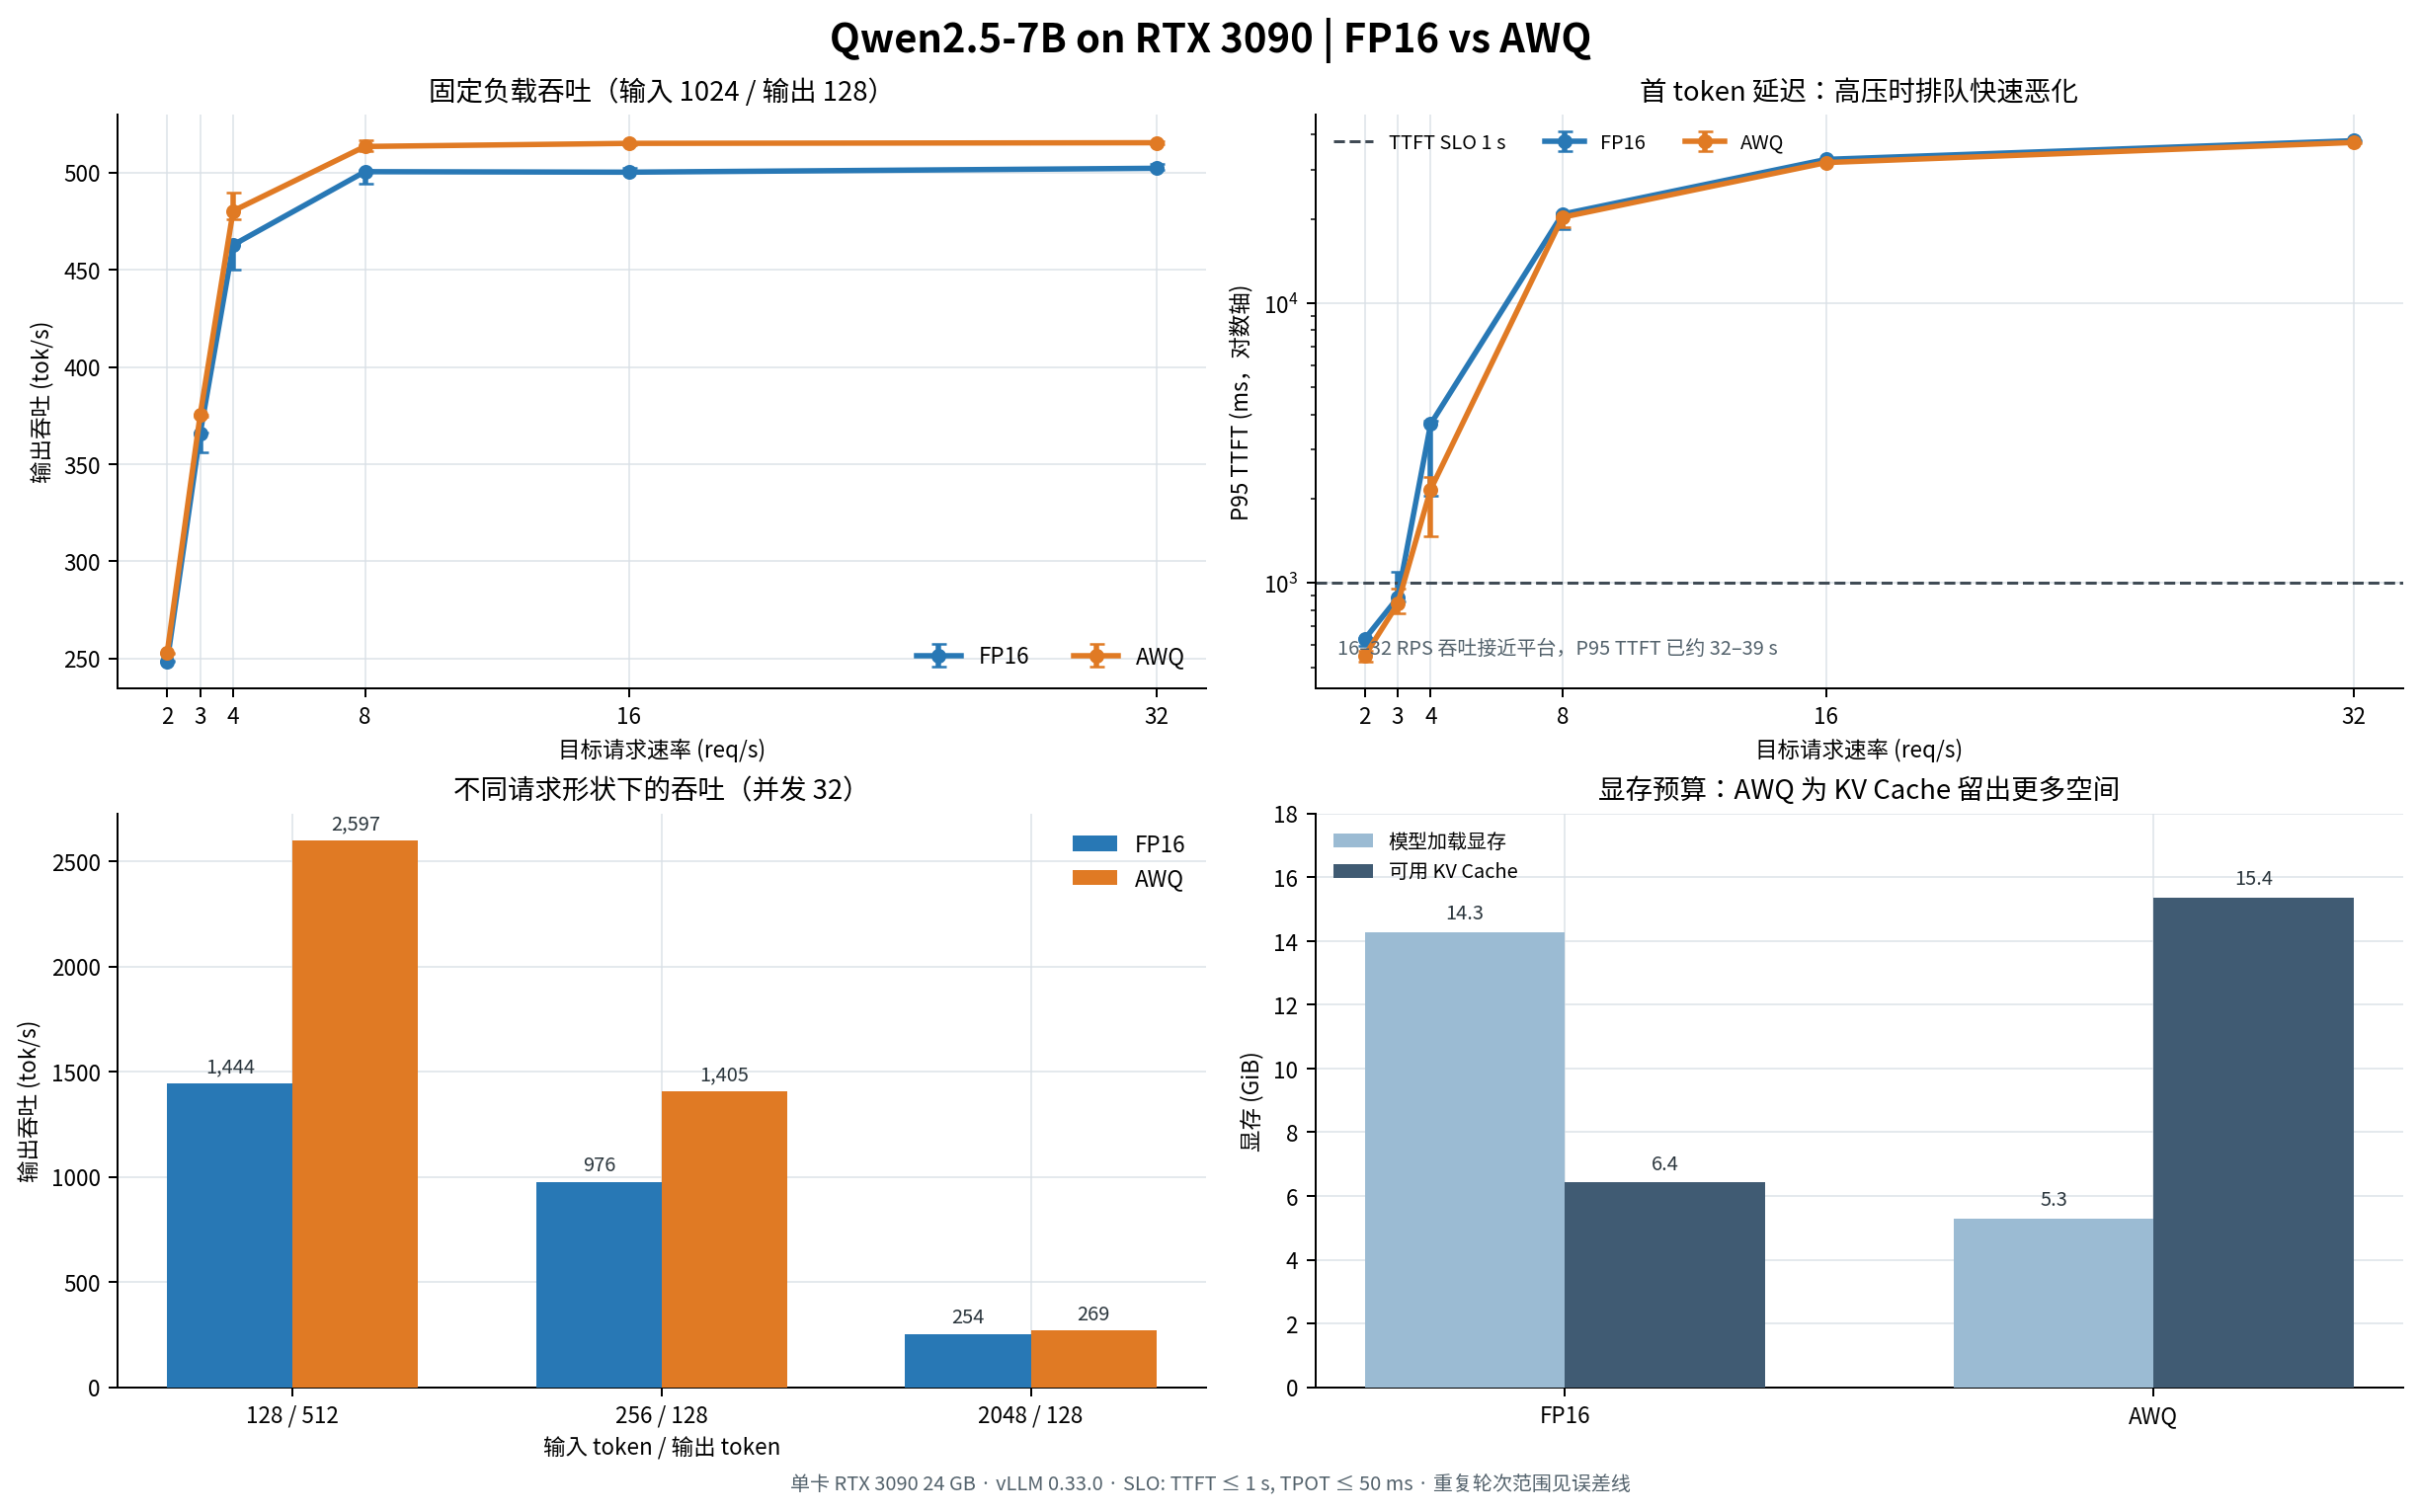 Qwen2.5-7B on RTX 3090 | FP16 vs AWQ
固定负载吞吐（输入 1024 / 输出 128）
500
450
400
350
300
250
输出吞吐 (tok/s)
FP16
AWQ
2
3
4
8
16
32
目标请求速率 (req/s)
首 token 延迟：高压时排队快速恶化
TTFT SLO 1 s
FP16
AWQ
10⁴
10³
P95 TTFT (ms，对数轴)
16–32 RPS 吞吐接近平台，P95 TTFT 已约 32–39 s
2
3
4
8
16
32
目标请求速率 (req/s)
不同请求形状下的吞吐（并发 32）
FP16
AWQ
2500
2000
1500
1000
500
0
输出吞吐 (tok/s)
1,444
2,597
976
1,405
254
269
128 / 512
256 / 128
2048 / 128
输入 token / 输出 token
显存预算：AWQ 为 KV Cache 留出更多空间
模型加载显存
可用 KV Cache
18
16
14
12
10
8
6
4
2
0
显存 (GiB)
14.3
6.4
5.3
15.4
FP16
AWQ
单卡 RTX 3090 24 GB · vLLM 0.33.0 · SLO: TTFT ≤ 1 s, TPOT ≤ 50 ms · 重复轮次范围见误差线